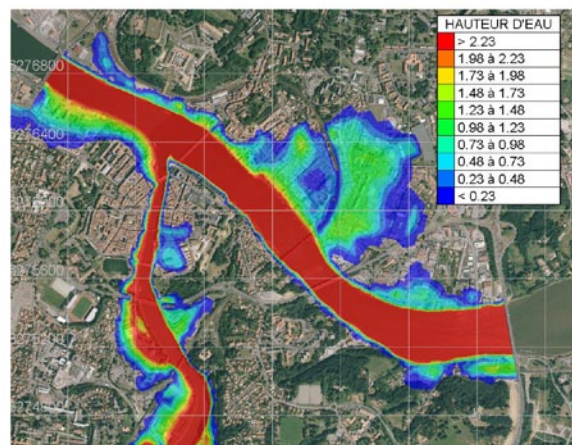 HAUTEUR D'EAU
> 2.23
1.98 à 2.23
1.73 à 1.98
1.48 à 1.73
1.23 à 1.48
0.98 à 1.23
0.73 à 0.98
0.48 à 0.73
0.23 à 0.48
< 0.23
6276800
6276400
6275600